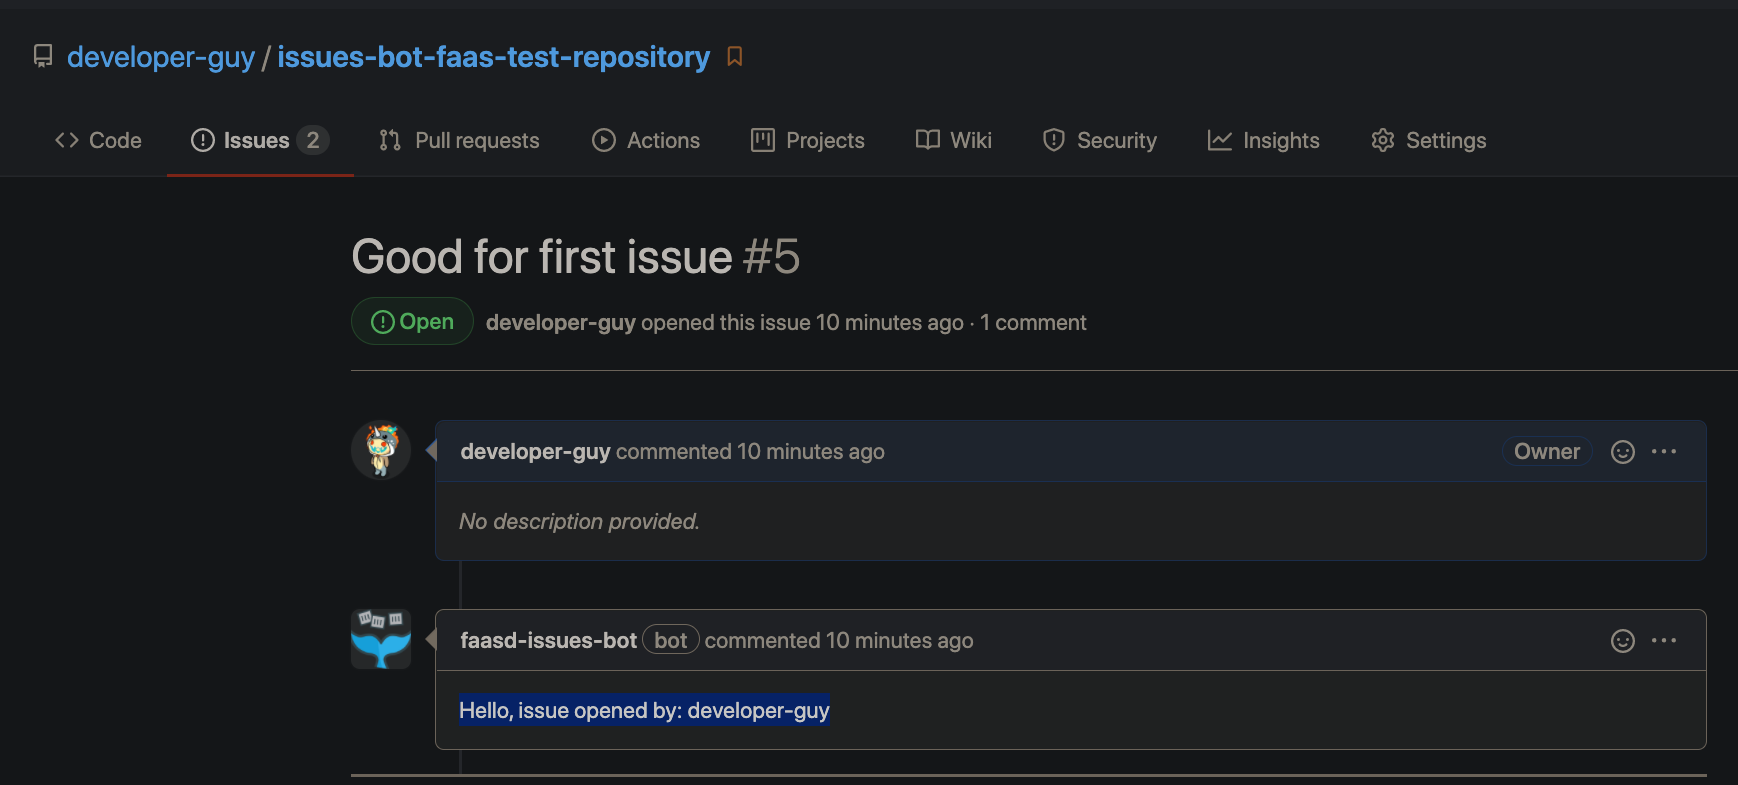 developer-guy / issues-bot-faas-test-repository
Code Issues 2 Pull requests Actions Projects Wiki Security Insights Settings
Good for first issue #5
Open developer-guy opened this issue 10 minutes ago · 1 comment
developer-guy commented 10 minutes ago Owner
No description provided.
faasd-issues-bot bot commented 10 minutes ago
Hello, issue opened by: developer-guy